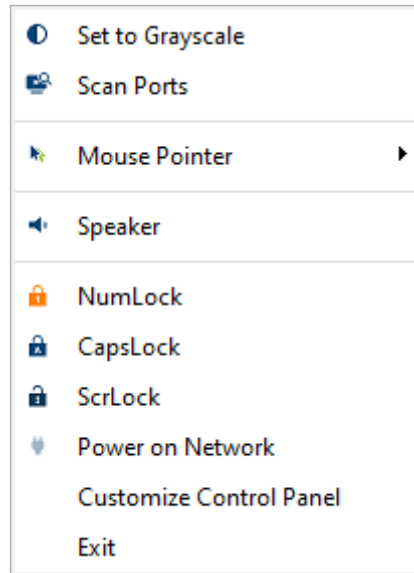 Set to Grayscale
Scan Ports
Mouse Pointer
Speaker
NumLock
CapsLock
ScrLock
Power on Network
Customize Control Panel
Exit